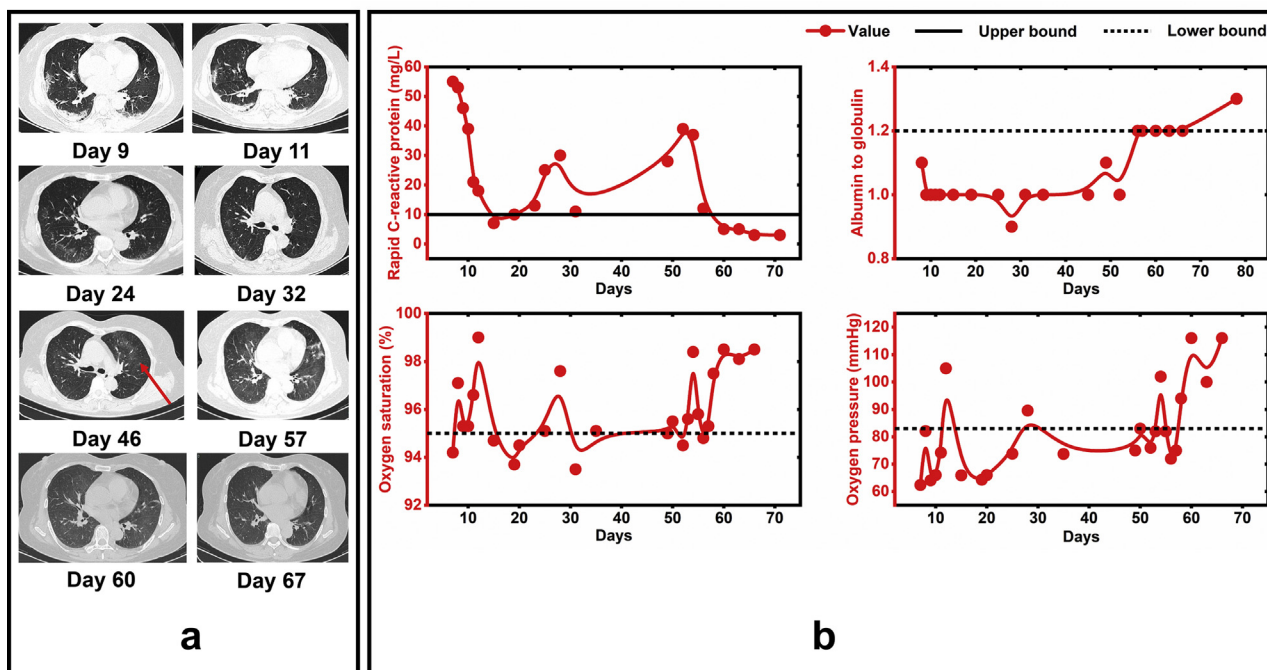 Day 9 Day 11
Day 24 Day 32
Day 46 Day 57
Day 60 Day 67
a
Value Upper bound Lower bound
Rapid C-reactive protein (mg/L)
60
50
40
30
20
10
0
10 20 30 40 50 60 70
Days
Albumin to globulin
1.4
1.2
1.0
0.8
10 20 30 40 50 60 70 80
Days
Oxygen saturation (%)
100
98
96
94
92
10 20 30 40 50 60 70
Days
Oxygen pressure (mmHg)
120
110
100
90
80
70
60
10 20 30 40 50 60 70
Days
b